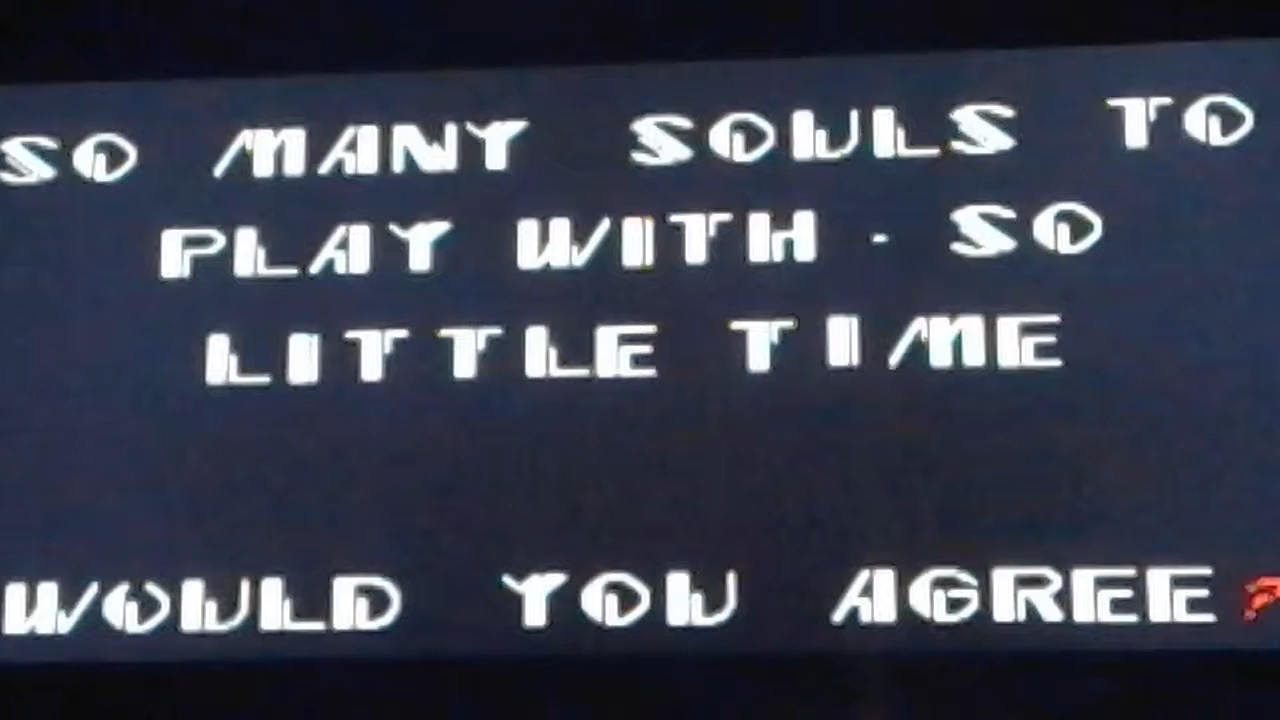 SO MANY SOULS TO
PLAY WITH - SO
LITTLE TIME
WOULD YOU AGREE?